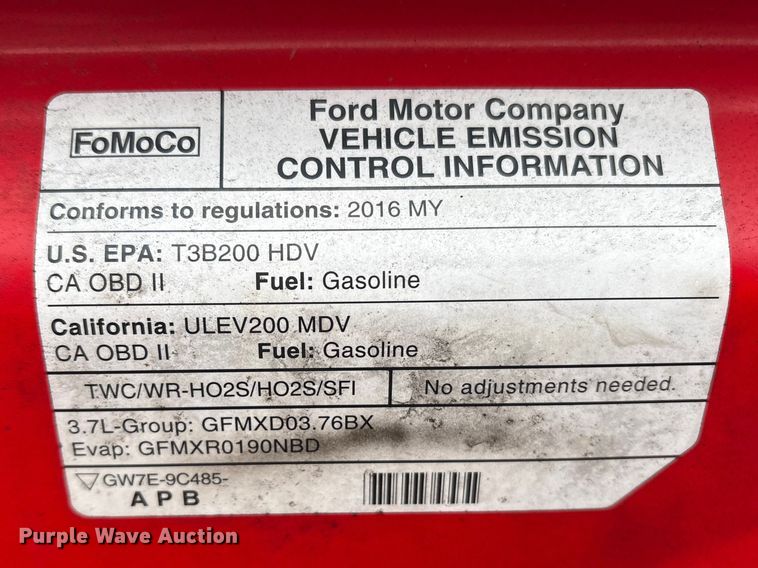 FoMoCo
Ford Motor Company
VEHICLE EMISSION
CONTROL INFORMATION
Conforms to regulations: 2016 MY
U.S. EPA: T3B200 HDV
CA OBD II Fuel: Gasoline
California: ULEV200 MDV
CA OBD II Fuel: Gasoline
TWC/WR-HO2S/HO2S/SFI No adjustments needed.
3.7L-Group: GFMXD03.76BX
Evap: GFMXR0190NBD
GW7E-9C485-
A P B
Purple Wave Auction